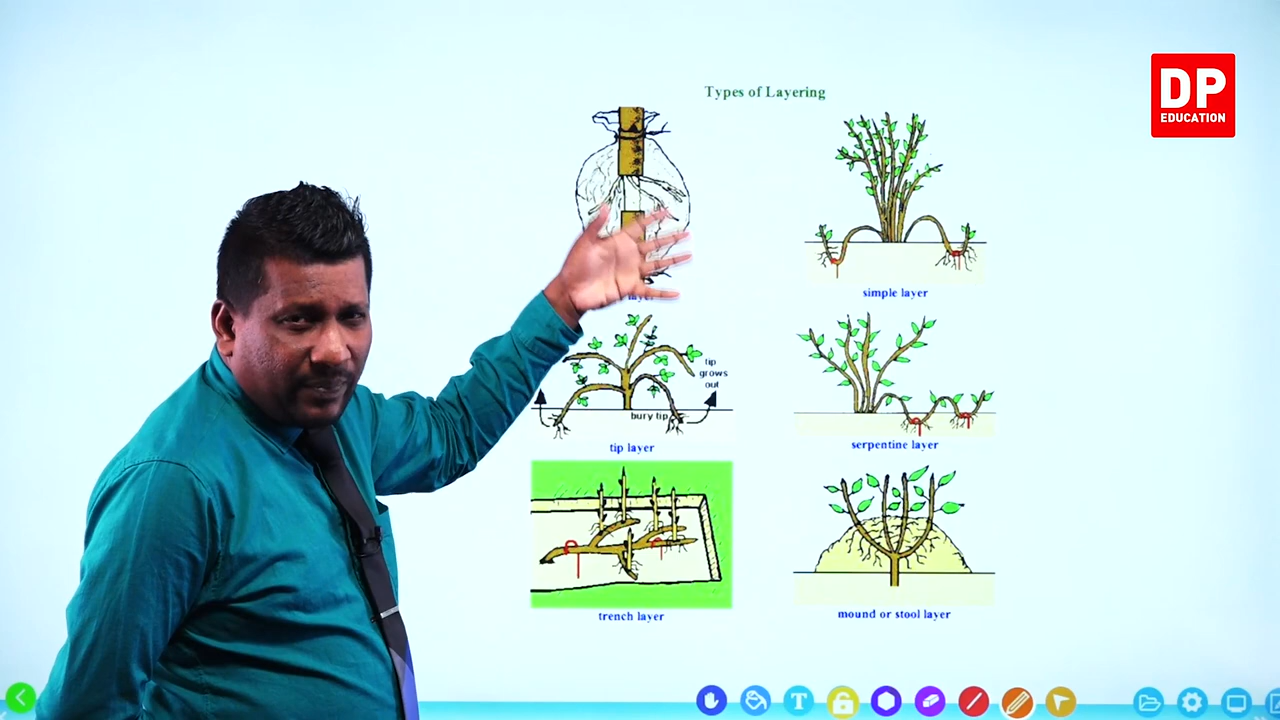 DP
EDUCATION
Types of Layering
simple layer
tip
grows
out
bury tip
tip layer
serpentine layer
trench layer
mound or stool layer
T